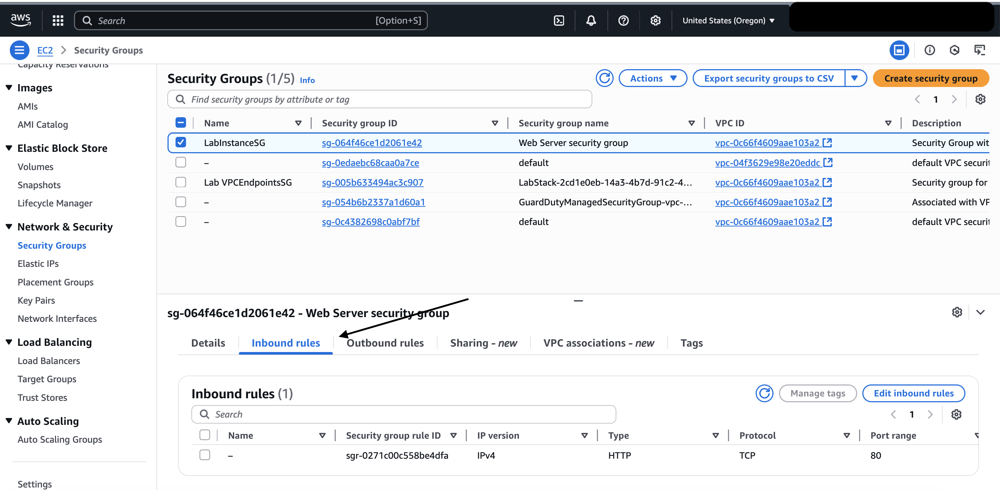 aws
Search [Option+S] United States (Oregon)
EC2 Security Groups
Capacity Reservations
Images
AMIs
AMI Catalog
Elastic Block Store
Volumes
Snapshots
Lifecycle Manager
Network & Security
Security Groups
Elastic IPs
Placement Groups
Key Pairs
Network Interfaces
Load Balancing
Load Balancers
Target Groups
Trust Stores
Auto Scaling
Auto Scaling Groups
Settings
Security Groups (1/5) Info Actions Export security groups to CSV Create security group
Find security groups by attribute or tag 1
Name Security group ID Security group name VPC ID Description
LabInstanceSG sg-064f46ce1d2061e42 Web Server security group vpc-0c66f4609aae103a2 Security Group wit
– sg-0edaebc68caa0a7ce default vpc-04f3629e98e20eddc default VPC securit
Lab VPCEndpointsSG sg-005b633494ac3c907 LabStack-2cd1e0eb-14a3-4b7d-91c2-4... vpc-0c66f4609aae103a2 Security group for
– sg-054b6b2337a1d60a1 GuardDutyManagedSecurityGroup-vpc-... vpc-0c66f4609aae103a2 Associated with VP
– sg-0c4382698c0abf7bf default vpc-0c66f4609aae103a2 default VPC securit
sg-064f46ce1d2061e42 - Web Server security group
Details Inbound rules Outbound rules Sharing - new VPC associations - new Tags
Inbound rules (1) Manage tags Edit inbound rules
Search 1
Name Security group rule ID IP version Type Protocol Port range
– sgr-0271c00c558be4dfa IPv4 HTTP TCP 80